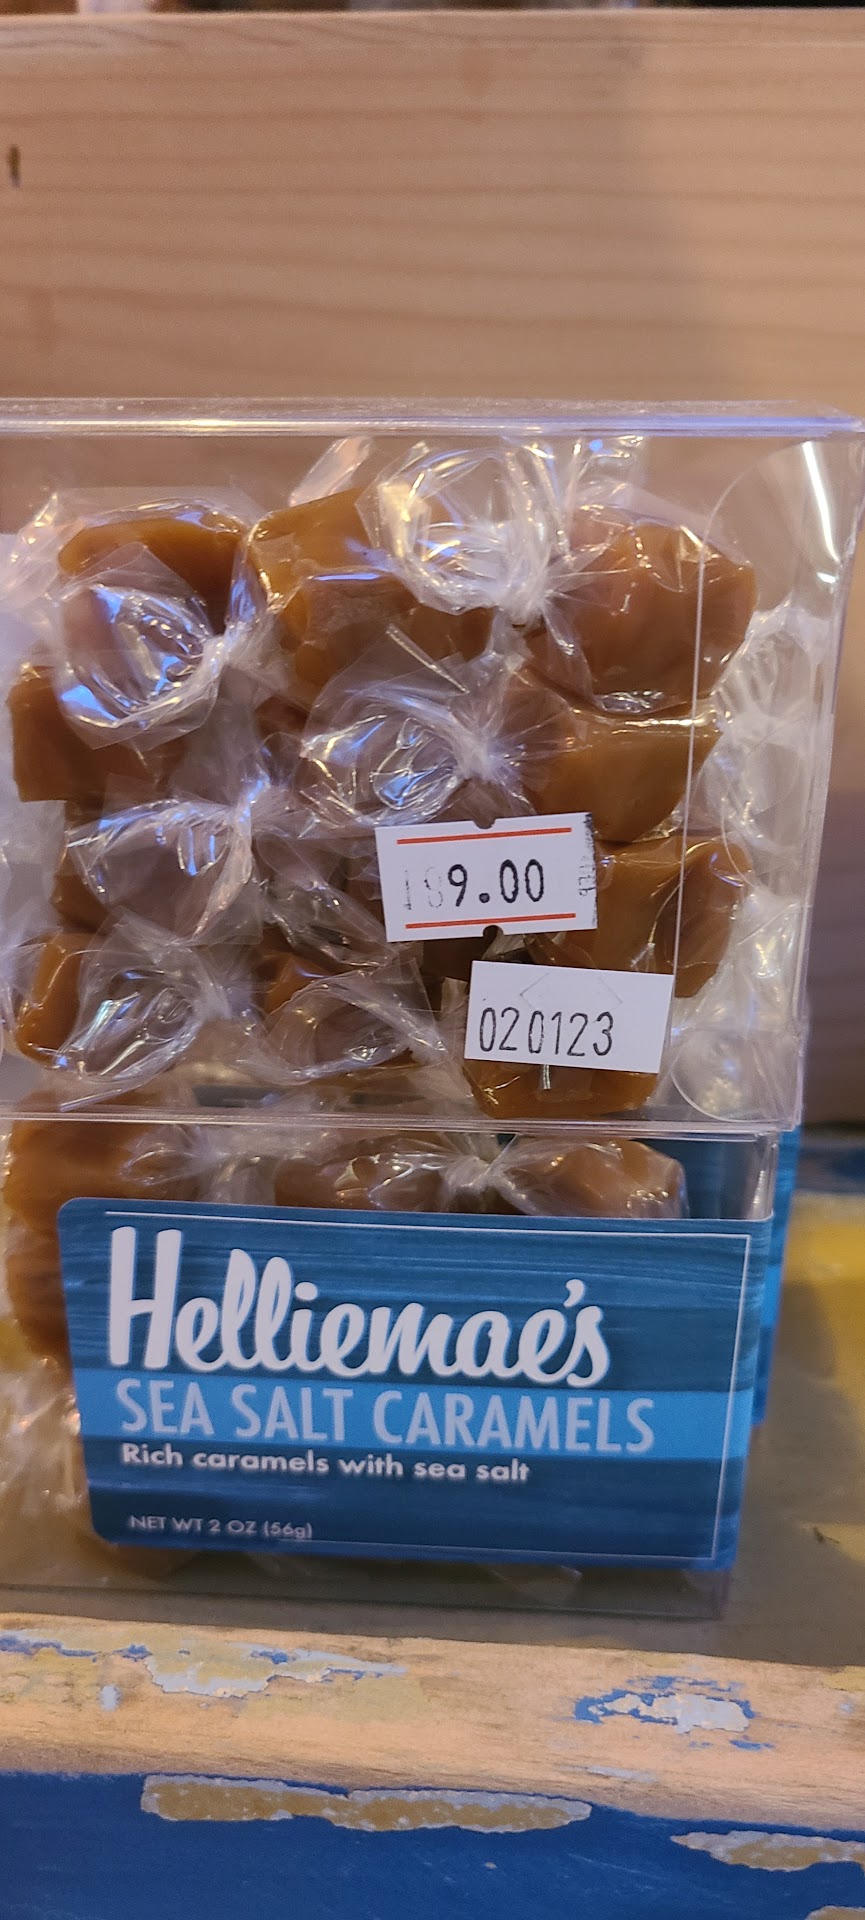 9.00
020123
Helliemae's
SEA SALT CARAMELS
Rich caramels with sea salt
NET WT 2 OZ (56g)